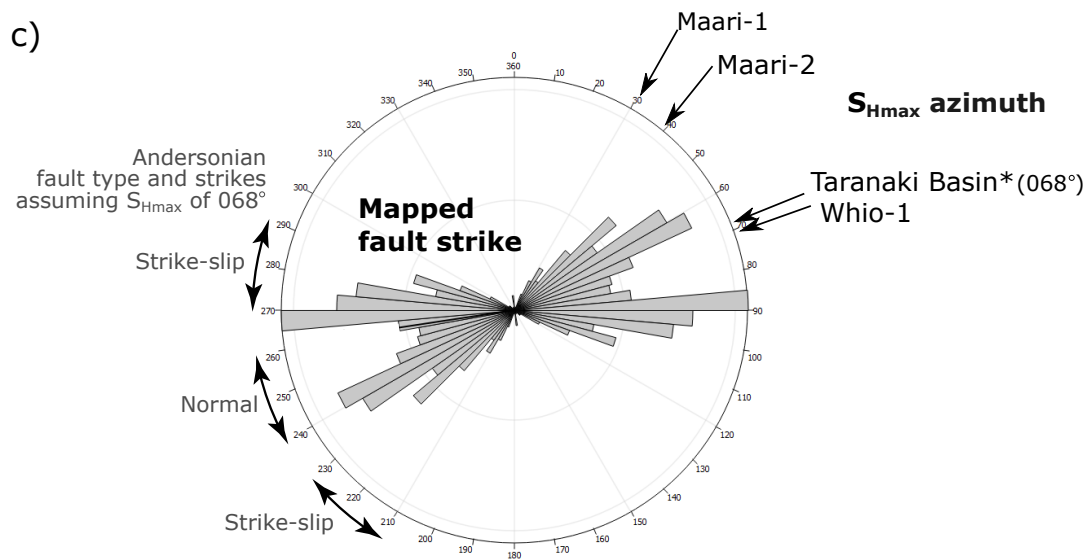 c)
Maari-1
Maari-2
S_Hmax azimuth
Taranaki Basin* (068°)
Whio-1
Andersonian
fault type and strikes
assuming S_Hmax of 068°
Strike-slip
Normal
Strike-slip
Mapped
fault strike
0
360
10
20
30
40
50
60
70
80
90
100
110
120
130
140
150
160
170
180
190
200
210
220
230
240
250
260
270
280
290
300
310
320
330
340
350